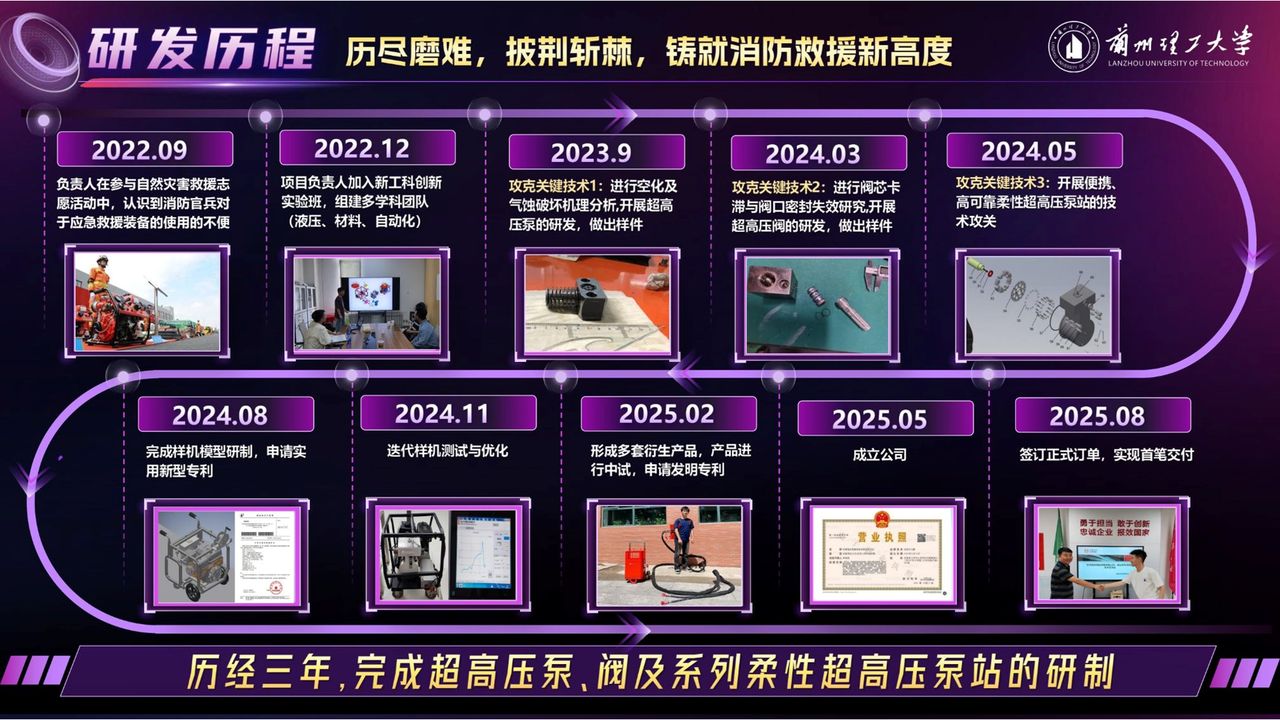 研发历程
历尽磨难，披荆斩棘，铸就消防救援新高度
兰州理工大学
LANZHOU UNIVERSITY OF TECHNOLOGY
2022.09
负责人在参与自然灾害救援志
愿活动中，认识到消防官兵对
于应急救援装备的使用的不便
2022.12
项目负责人加入新工科创新
实验班，组建多学科团队
（液压、材料、自动化）
2023.9
攻克关键技术1：进行空化及
气蚀破坏机理分析,开展超高
压泵的研发，做出样件
2024.03
攻克关键技术2：进行阀芯卡
滞与阀口密封失效研究,开展
超高压阀的研发，做出样件
2024.05
攻克关键技术3：开展便携、
高可靠柔性超高压泵站的技
术攻关
2024.08
完成样机模型研制，申请实
用新型专利
2024.11
迭代样机测试与优化
2025.02
形成多套衍生产品，产品进
行中试，申请发明专利
2025.05
成立公司
营业执照
2025.08
签订正式订单，实现首笔交付
勇于担当 敢于创新
忠诚企业 报效国家
历经三年,完成超高压泵、阀及系列柔性超高压泵站的研制